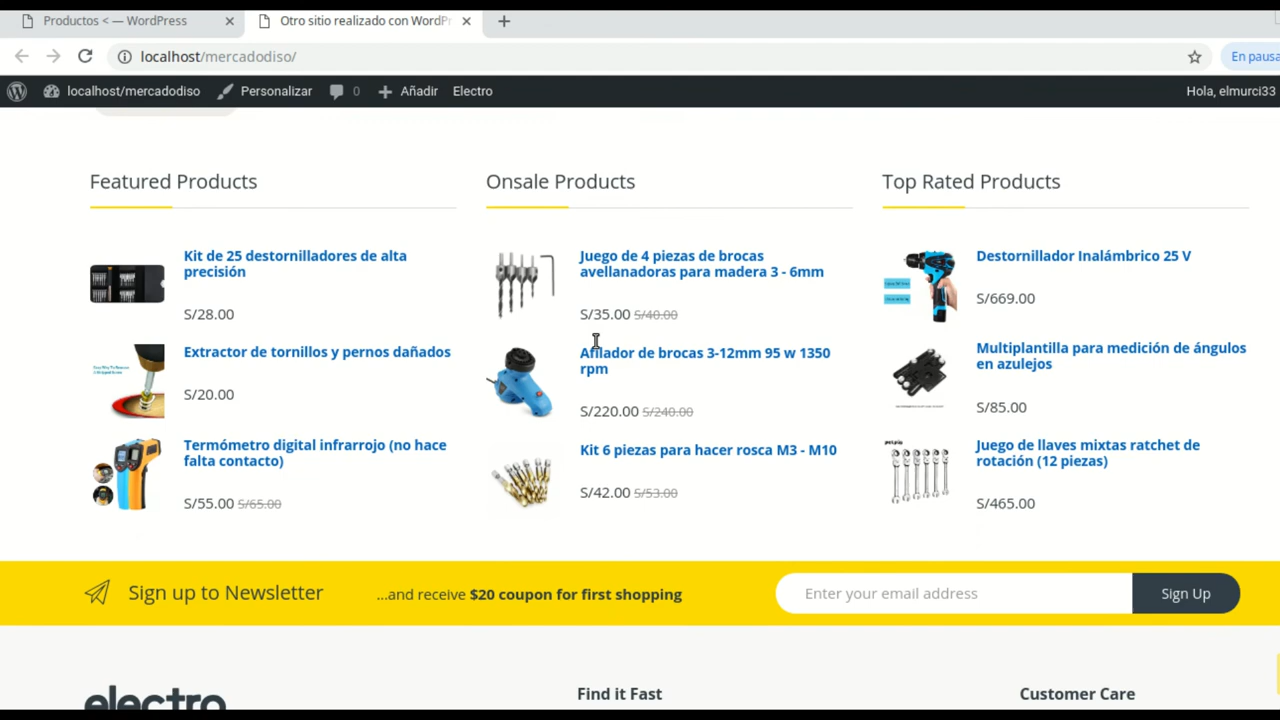 Productos < — WordPress
Otro sitio realizado con WordPr
localhost/mercadodiso/
En pausa
localhost/mercadodiso
Personalizar
0
Añadir
Electro
Hola, elmurci33
Featured Products
Kit de 25 destornilladores de alta
precisión
S/28.00
Extractor de tornillos y pernos dañados
S/20.00
Termómetro digital infrarrojo (no hace
falta contacto)
S/55.00 S/65.00
Onsale Products
Juego de 4 piezas de brocas
avellanadoras para madera 3 - 6mm
S/35.00 S/40.00
Afilador de brocas 3-12mm 95 w 1350
rpm
S/220.00 S/240.00
Kit 6 piezas para hacer rosca M3 - M10
S/42.00 S/53.00
Top Rated Products
Destornillador Inalámbrico 25 V
S/669.00
Multiplantilla para medición de ángulos
en azulejos
S/85.00
Juego de llaves mixtas ratchet de
rotación (12 piezas)
S/465.00
Sign up to Newsletter
...and receive $20 coupon for first shopping
Enter your email address
Sign Up
electro
Find it Fast
Customer Care